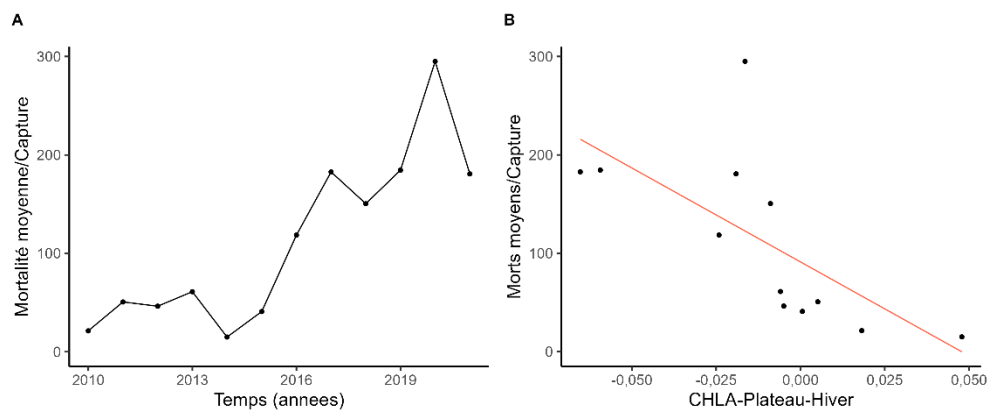 A
B
300
200
100
0
Mortalité moyenne/Capture
2010
2013
2016
2019
Temps (annees)
300
200
100
0
Morts moyens/Capture
-0,050
-0,025
0,000
0,025
0,050
CHLA-Plateau-Hiver